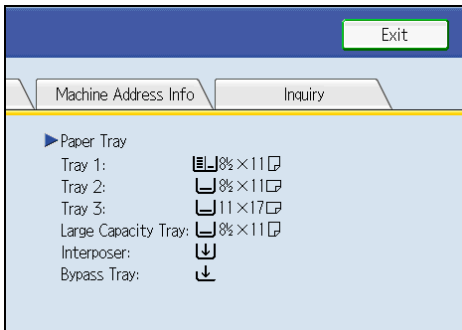 Exit
Machine Address Info Inquiry
Paper Tray
Tray 1: 8½×11
Tray 2: 8½×11
Tray 3: 11×17
Large Capacity Tray: 8½×11
Interposer:
Bypass Tray: